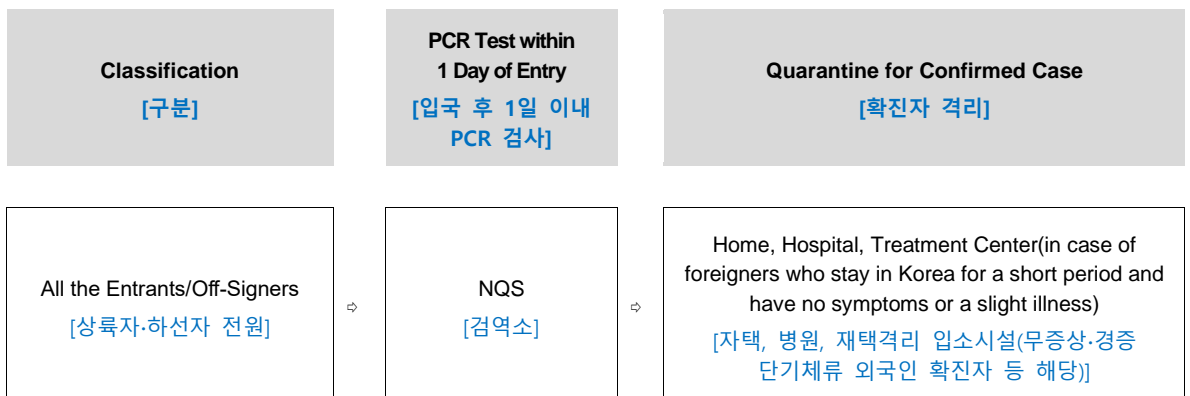 Classification
[구분]
PCR Test within
1 Day of Entry
[입국 후 1일 이내
PCR 검사]
Quarantine for Confirmed Case
[확진자 격리]
All the Entrants/Off-Signers
[상륙자·하선자 전원]
⇨
NQS
[검역소]
⇨
Home, Hospital, Treatment Center(in case of
foreigners who stay in Korea for a short period and
have no symptoms or a slight illness)
[자택, 병원, 재택격리 입소시설(무증상·경증
단기체류 외국인 확진자 등 해당)]